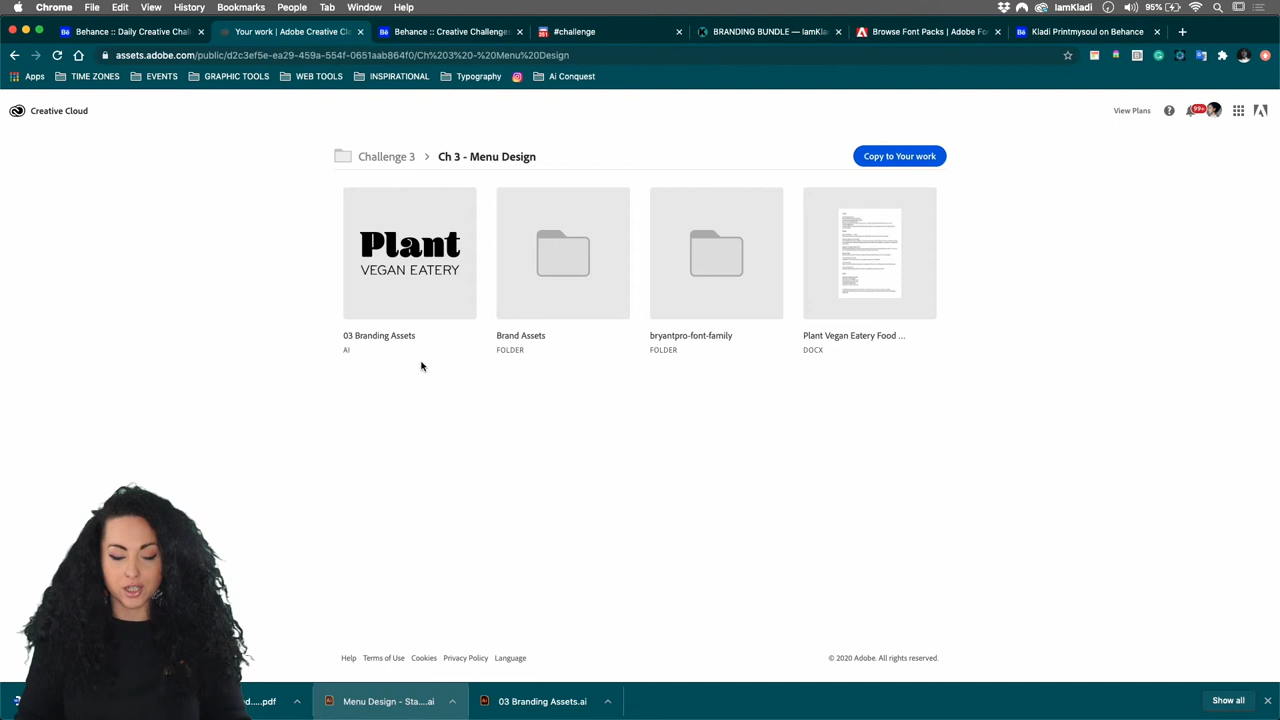 Chrome File Edit View History Bookmarks People Tab Window Help
IamKladi
95%
Behance :: Daily Creative Chall
Your work | Adobe Creative Clo
Behance :: Creative Challenges
#challenge
BRANDING BUNDLE — IamKla
Browse Font Packs | Adobe Fo
Kladi Printmysoul on Behance
assets.adobe.com/public/d2c3ef5e-ea29-459a-554f-0651aab864f0/Ch%203%20-%20Menu%20Design
Apps TIME ZONES EVENTS GRAPHIC TOOLS WEB TOOLS INSPIRATIONAL Typography Ai Conquest
Creative Cloud
View Plans
99+
Challenge 3 > Ch 3 - Menu Design
Copy to Your work
Plant
VEGAN EATERY
03 Branding Assets
AI
Brand Assets
FOLDER
bryantpro-font-family
FOLDER
Plant Vegan Eatery Food ...
DOCX
Help Terms of Use Cookies Privacy Policy Language
© 2020 Adobe. All rights reserved.
d....pdf
Menu Design - Sta....ai
03 Branding Assets.ai
Show all